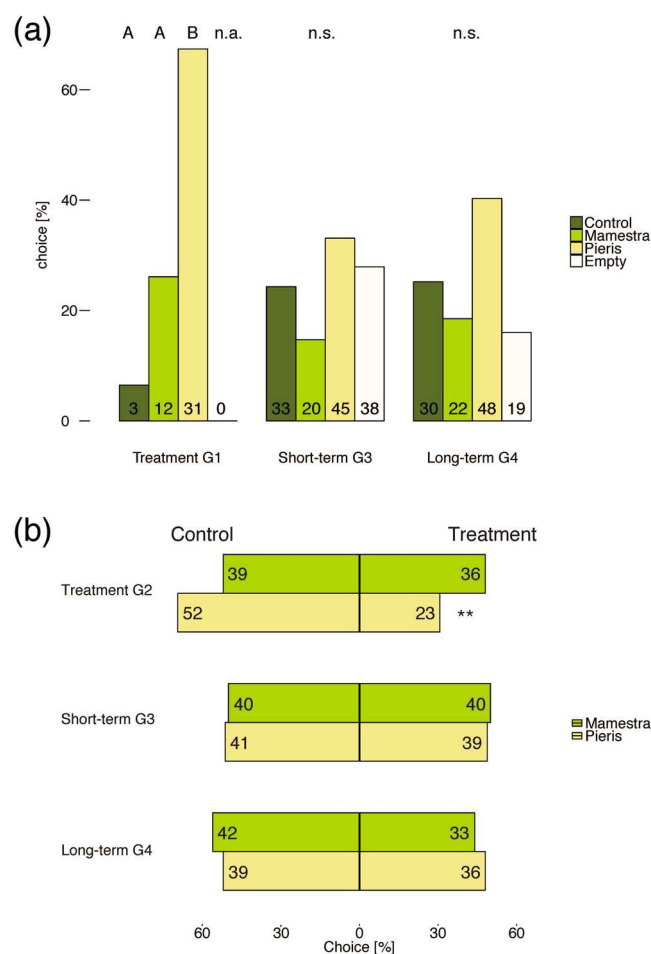 (a)
A A B n.a. n.s. n.s.
60
40
20
0
choice [%]
3 12 31 0 33 20 45 38 30 22 48 19
Treatment G1 Short-term G3 Long-term G4
Control
Mamestra
Pieris
Empty
(b)
Control Treatment
Treatment G2
39 36
52 23 **
Short-term G3
40 40
41 39
Mamestra
Pieris
Long-term G4
42 33
39 36
60 30 0 30 60
Choice [%]